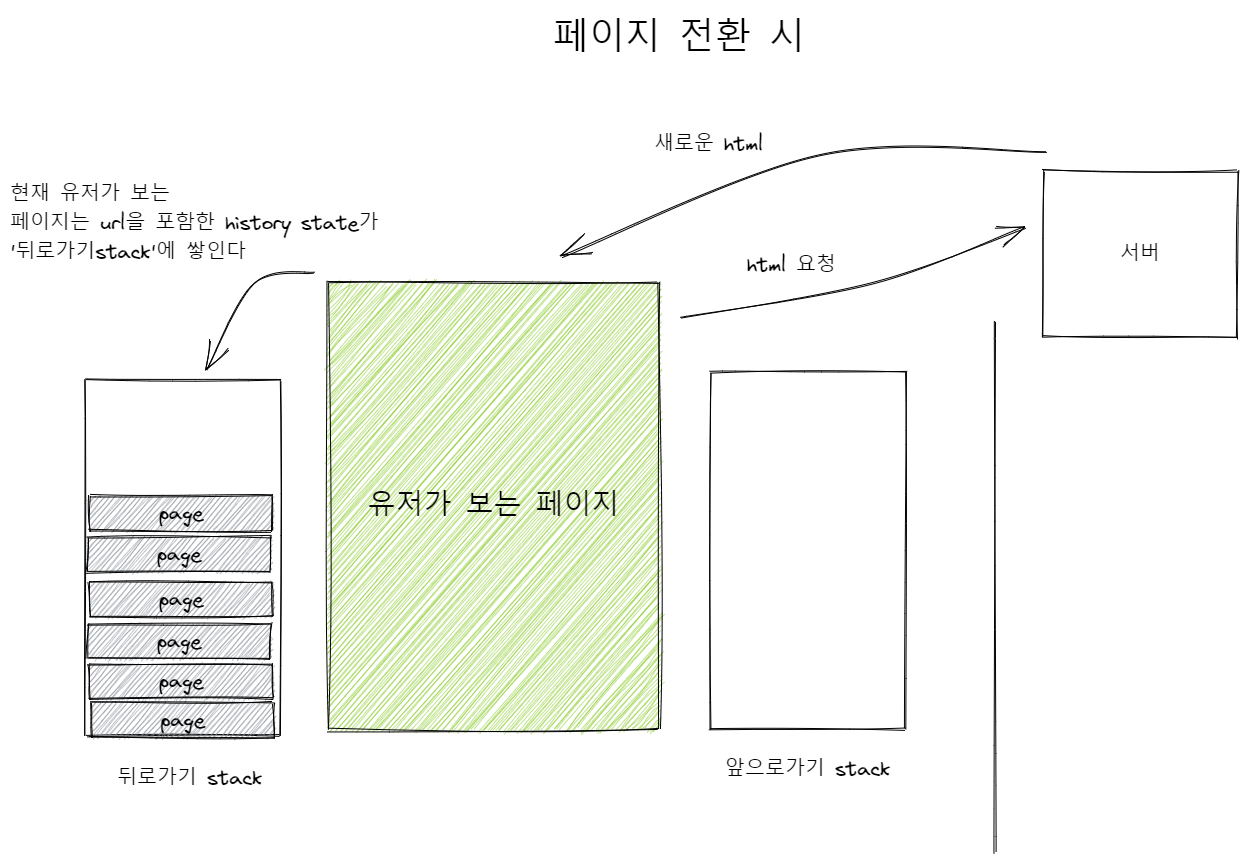 페이지 전환 시
새로운 html
현재 유저가 보는
페이지는 url을 포함한 history state가
'뒤로가기stack'에 쌓인다
html 요청
서버
유저가 보는 페이지
page
page
page
page
page
page
뒤로가기 stack
앞으로가기 stack